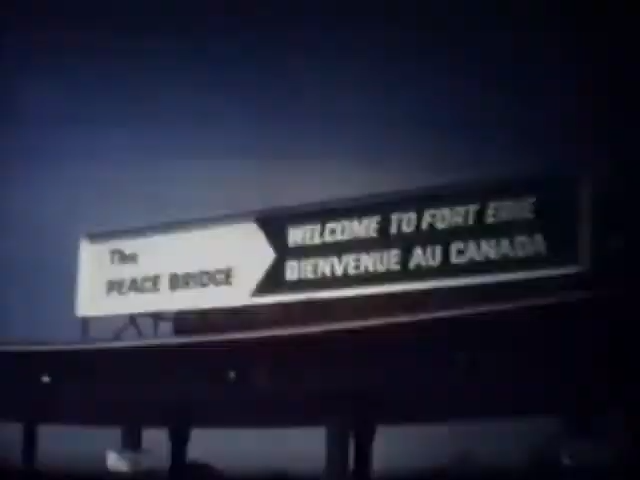 The
PEACE BRIDGE
WELCOME TO FORT ERIE
BIENVENUE AU CANADA